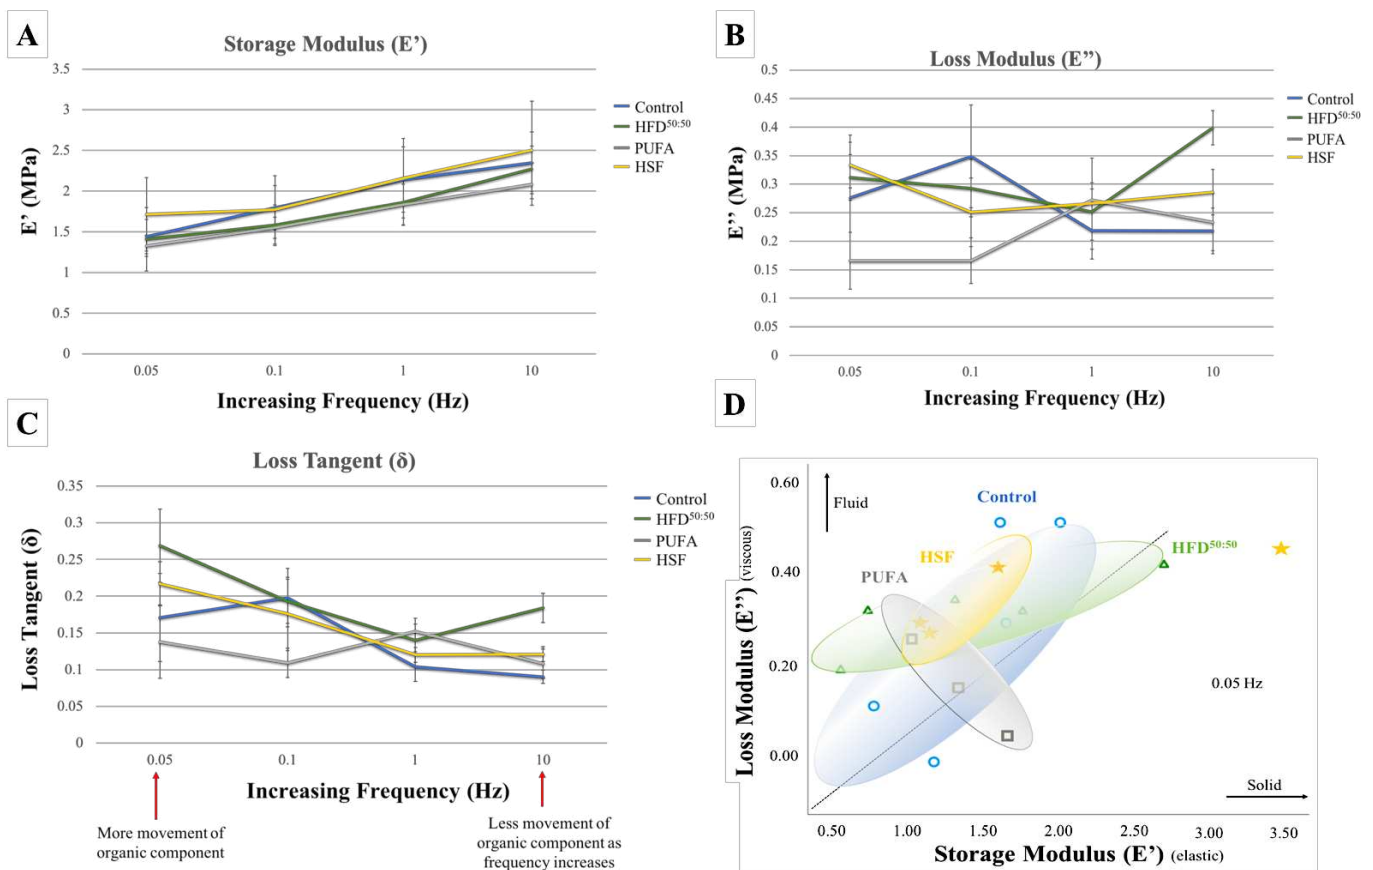 A
Storage Modulus (E’)
3.5
3
2.5
2
1.5
1
0.5
0
E’ (MPa)
0.05 0.1 1 10
Increasing Frequency (Hz)
Control
HFD50:50
PUFA
HSF
B
Loss Modulus (E’’)
0.5
0.45
0.4
0.35
0.3
0.25
0.2
0.15
0.1
0.05
0
E’’ (MPa)
0.05 0.1 1 10
Increasing Frequency (Hz)
Control
HFD50:50
PUFA
HSF
C
Loss Tangent (δ)
0.35
0.3
0.25
0.2
0.15
0.1
0.05
0
Loss Tangent (δ)
0.05 0.1 1 10
Increasing Frequency (Hz)
Control
HFD50:50
PUFA
HSF
More movement of
organic component
Less movement of
organic component as
frequency increases
D
0.60
0.40
0.20
0.00
Loss Modulus (E’’) (viscous)
Fluid
Control
HSF
PUFA
HFD50:50
0.05 Hz
Solid
0.50 1.00 1.50 2.00 2.50 3.00 3.50
Storage Modulus (E’) (elastic)